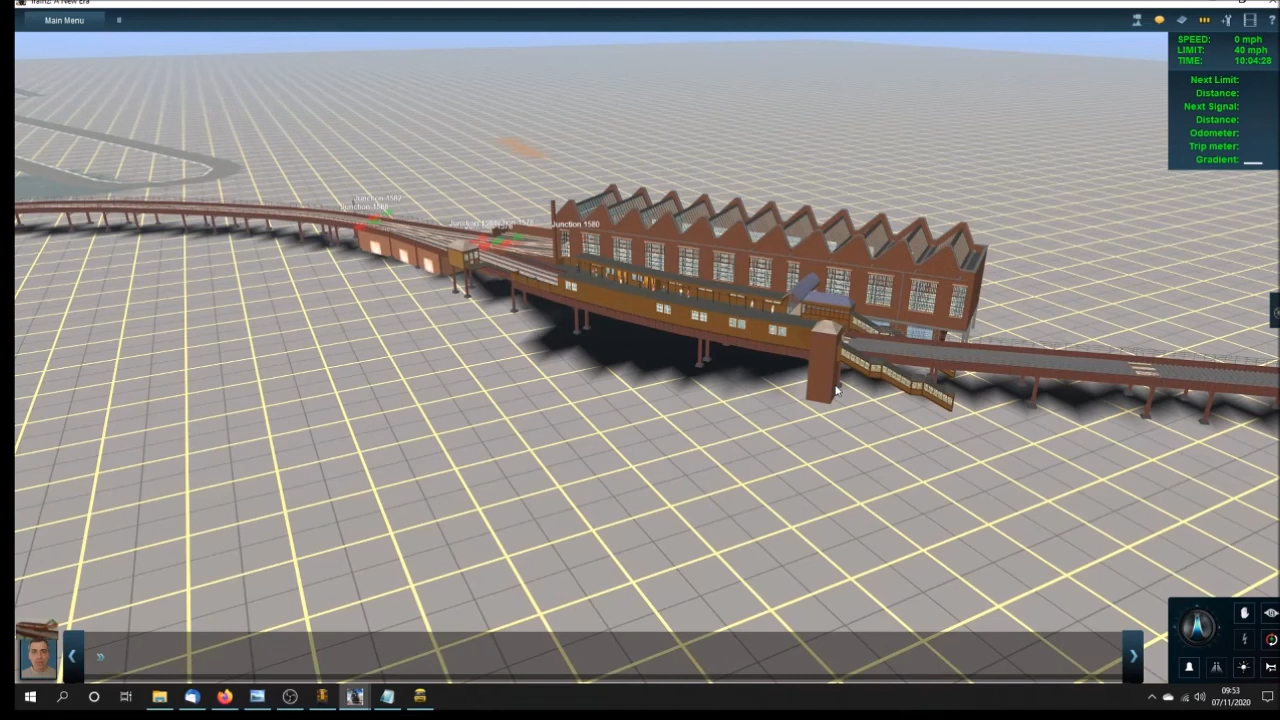 Trainz: A New Era
Main Menu
?
SPEED: 0 mph
LIMIT: 40 mph
TIME: 10:04:28
Next Limit:
Distance:
Next Signal:
Distance:
Odometer:
Trip meter:
Gradient:
Junction 1580
09:53
07/11/2020